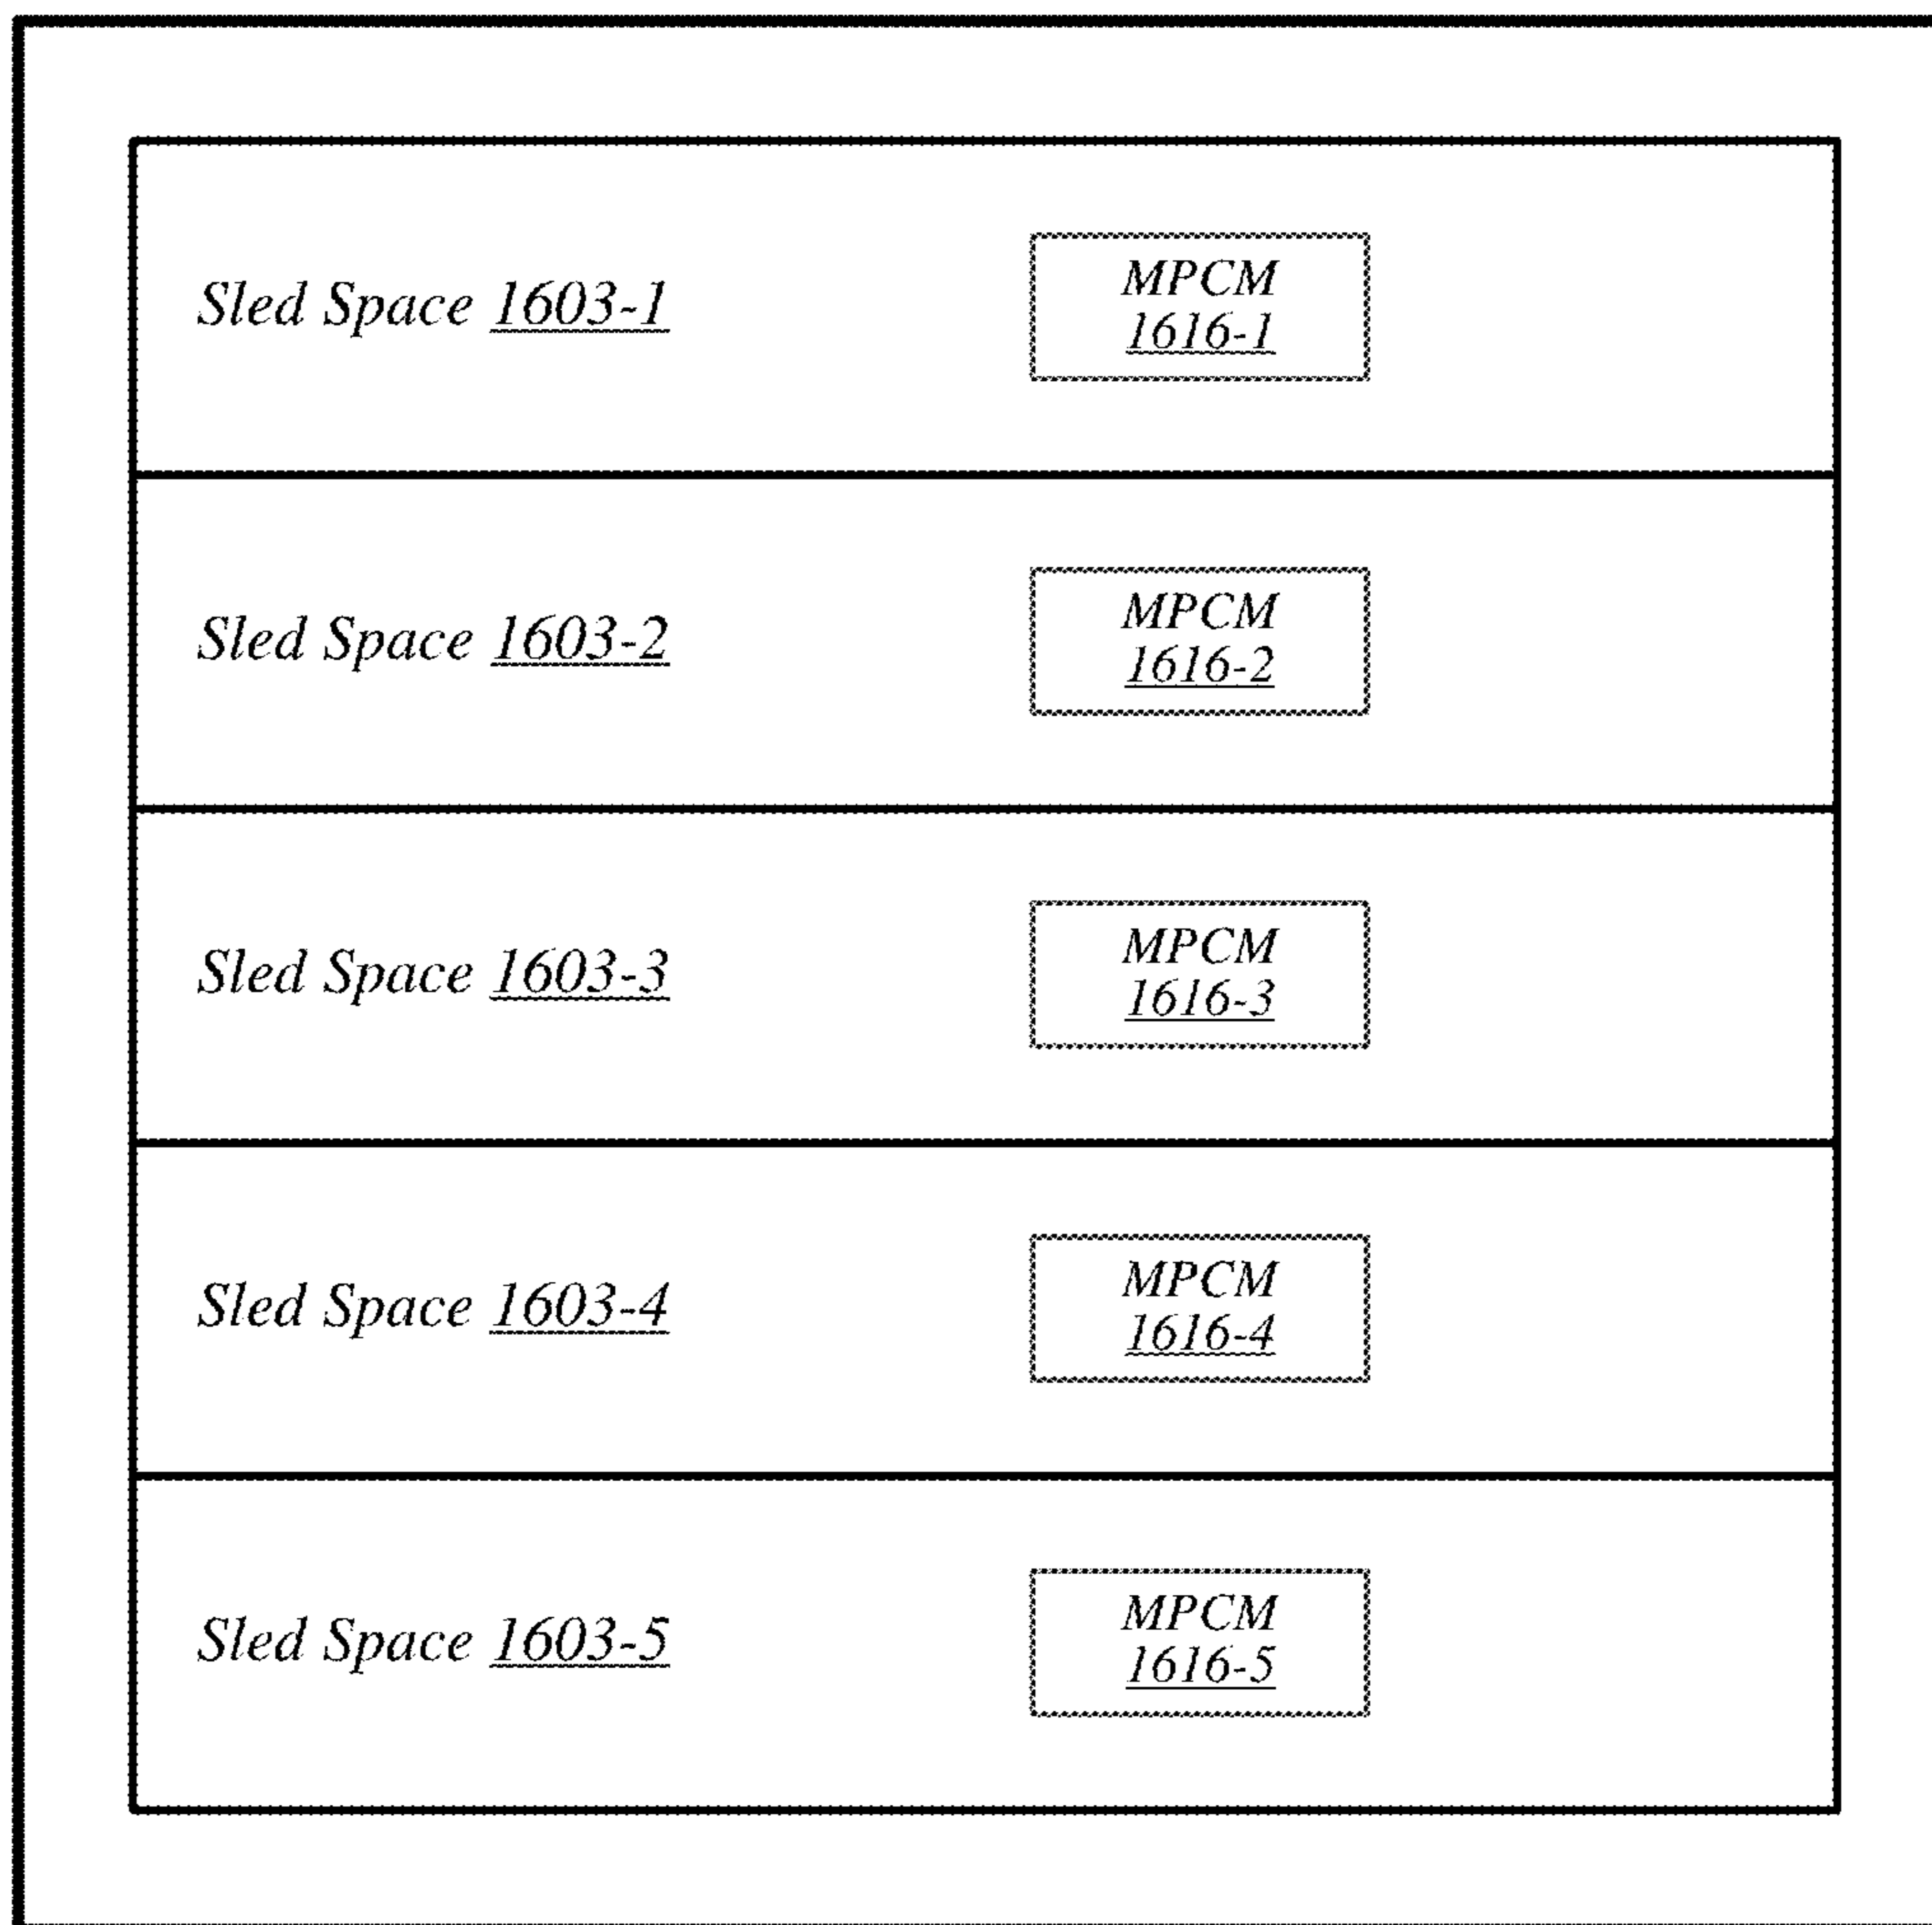 Sled Space 1603-1
MPCM
1616-1
Sled Space 1603-2
MPCM
1616-2
Sled Space 1603-3
MPCM
1616-3
Sled Space 1603-4
MPCM
1616-4
Sled Space 1603-5
MPCM
1616-5